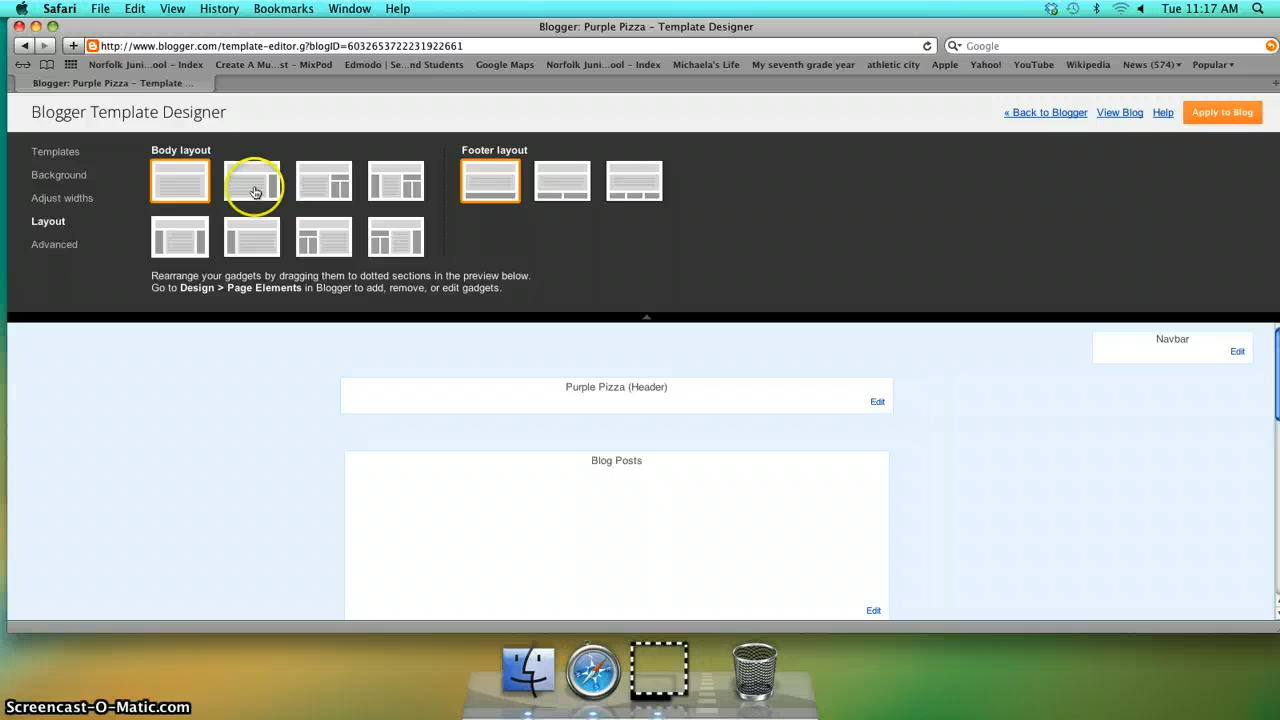 Safari File Edit View History Bookmarks Window Help Tue 11:17 AM
Blogger: Purple Pizza – Template Designer
http://www.blogger.com/template-editor.g?blogID=6032653722231922661 Google
Norfolk Juni...ool - Index Create A Mu...st - MixPod Edmodo | Se...nd Students Google Maps Norfolk Juni...ool - Index Michaela's Life My seventh grade year athletic city Apple Yahoo! YouTube Wikipedia News (574) Popular
Blogger: Purple Pizza – Template ...
Blogger Template Designer « Back to Blogger View Blog Help Apply to Blog
Templates Body layout Footer layout
Background
Adjust widths
Layout
Advanced
Rearrange your gadgets by dragging them to dotted sections in the preview below.
Go to Design > Page Elements in Blogger to add, remove, or edit gadgets.
Navbar
Edit
Purple Pizza (Header)
Edit
Blog Posts
Edit
Screencast-O-Matic.com